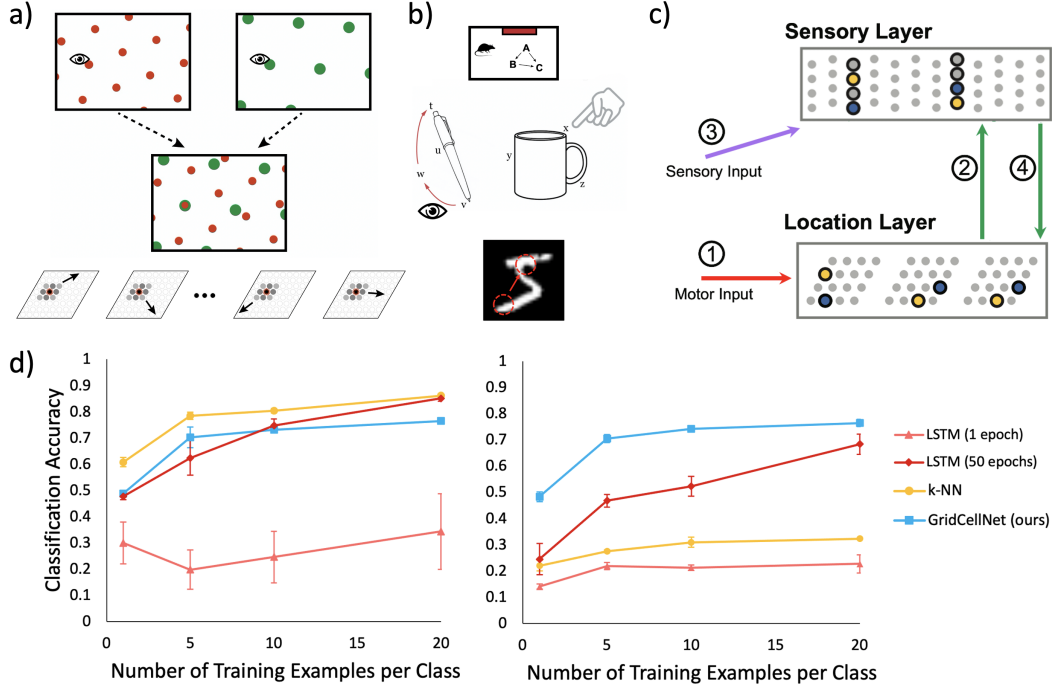 a)
b)
A
B
C
t
u
w
v
x
y
z
c)
Sensory Layer
3
Sensory Input
2
4
Location Layer
1
Motor Input
•••
d)
Classification Accuracy
1
0.9
0.8
0.7
0.6
0.5
0.4
0.3
0.2
0.1
0
0
5
10
15
20
Number of Training Examples per Class
1
0.9
0.8
0.7
0.6
0.5
0.4
0.3
0.2
0.1
0
0
5
10
15
20
Number of Training Examples per Class
LSTM (1 epoch)
LSTM (50 epochs)
k-NN
GridCellNet (ours)